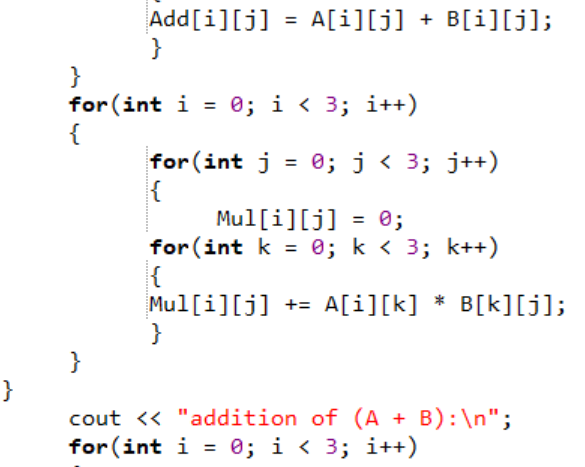 Add[i][j] = A[i][j] + B[i][j];
}
}
for(int i = 0; i < 3; i++)
{
for(int j = 0; j < 3; j++)
{
Mul[i][j] = 0;
for(int k = 0; k < 3; k++)
{
Mul[i][j] += A[i][k] * B[k][j];
}
}
}
cout << "addition of (A + B):\n";
for(int i = 0; i < 3; i++)